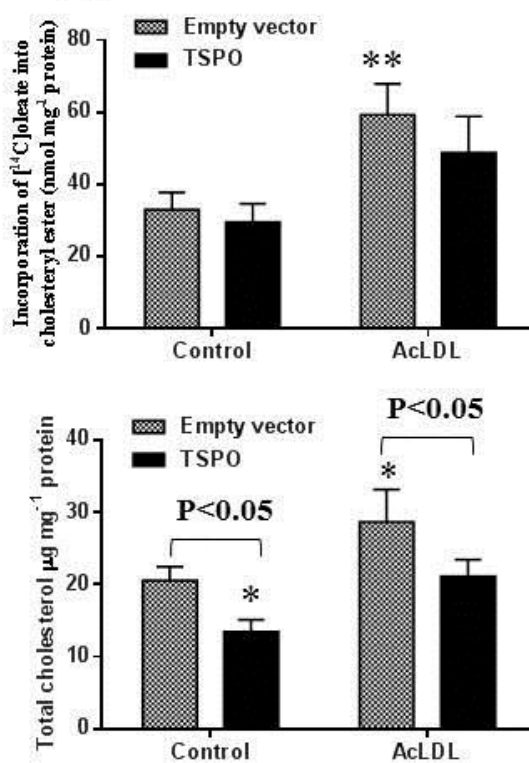 Incorporation of [¹⁴C]oleate into
cholesteryl ester (nmol mg⁻¹ protein)
Empty vector
TSPO
80
60
40
20
0
**
Control
AcLDL
Total cholesterol µg mg⁻¹ protein
Empty vector
TSPO
40
30
20
10
0
P<0.05
*
P<0.05
*
Control
AcLDL